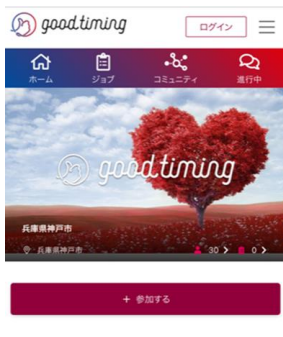 good.timing
ログイン
ホーム
ジョブ
コミュニティ
進行中
good.timing
兵庫県神戸市
兵庫県神戸市
30 > 0 >
+ 参加する